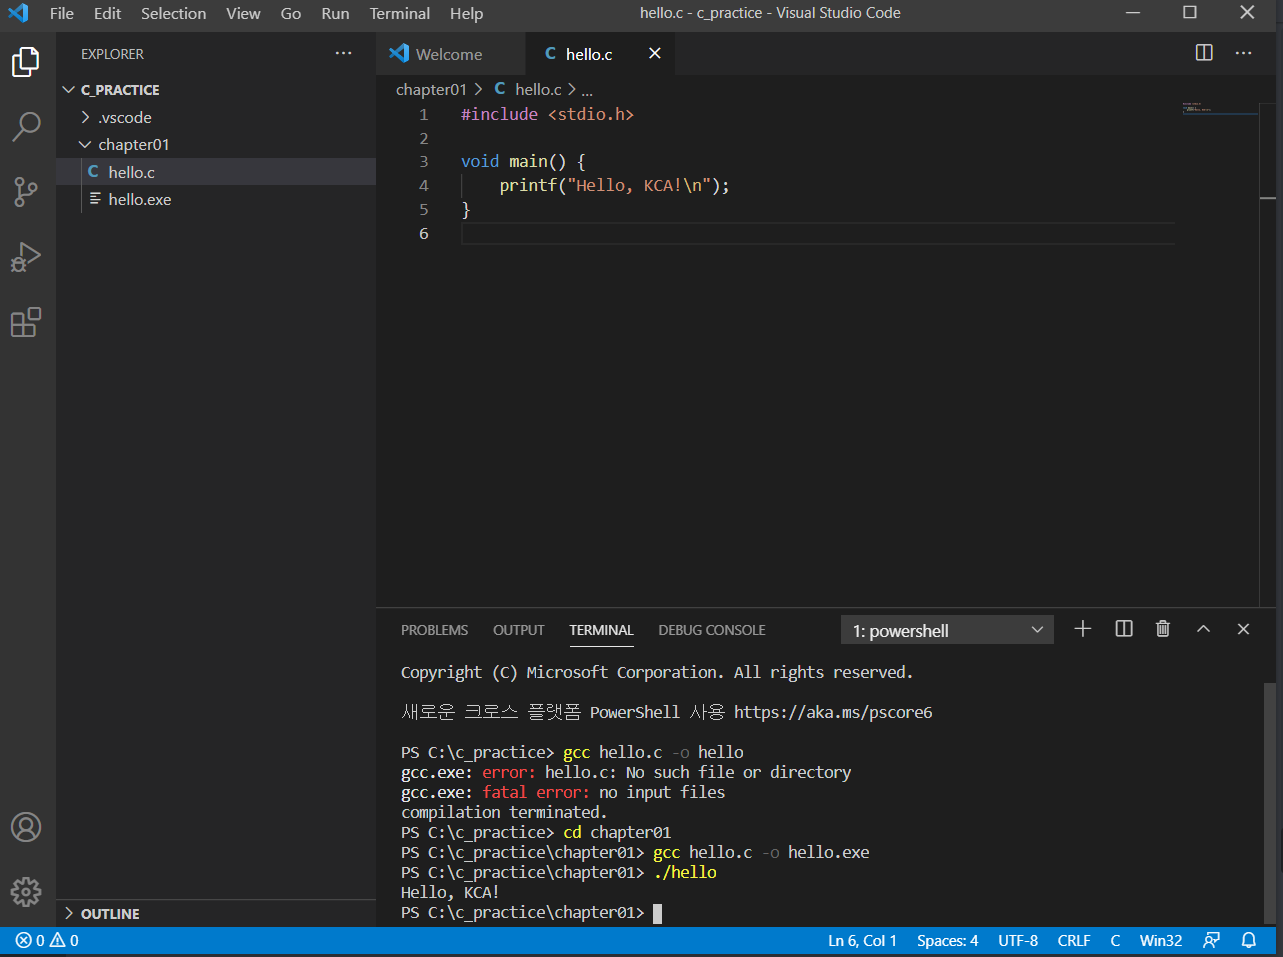 File Edit Selection View Go Run Terminal Help hello.c - c_practice - Visual Studio Code
EXPLORER ...
C_PRACTICE
.vscode
chapter01
C hello.c
hello.exe
OUTLINE
Welcome C hello.c
chapter01 > C hello.c > ...
1 #include <stdio.h>
2
3 void main() {
4 printf("Hello, KCA!\n");
5 }
6
PROBLEMS OUTPUT TERMINAL DEBUG CONSOLE 1: powershell
Copyright (C) Microsoft Corporation. All rights reserved.
새로운 크로스 플랫폼 PowerShell 사용 https://aka.ms/pscore6
PS C:\c_practice> gcc hello.c -o hello
gcc.exe: error: hello.c: No such file or directory
gcc.exe: fatal error: no input files
compilation terminated.
PS C:\c_practice> cd chapter01
PS C:\c_practice\chapter01> gcc hello.c -o hello.exe
PS C:\c_practice\chapter01> ./hello
Hello, KCA!
PS C:\c_practice\chapter01>
0 0 Ln 6, Col 1 Spaces: 4 UTF-8 CRLF C Win32